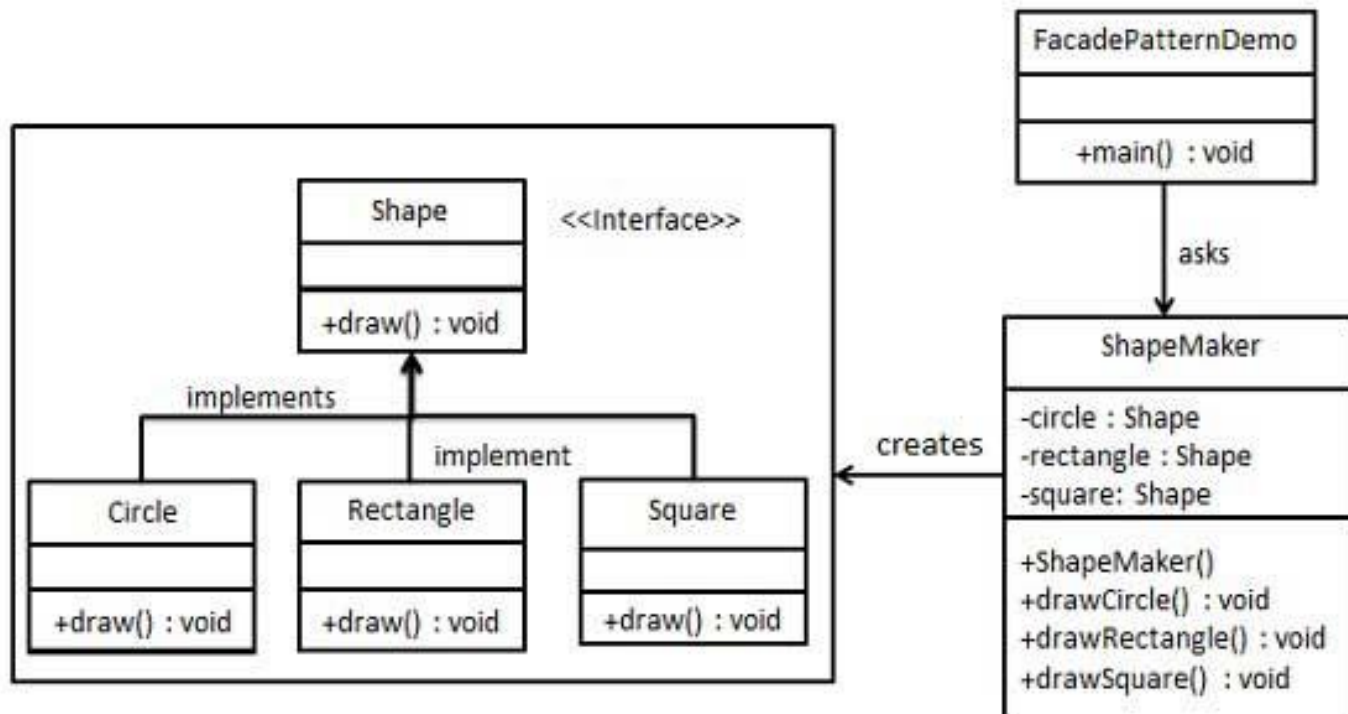 FacadePatternDemo
+main() : void
asks
Shape
<<Interface>>
+draw() : void
implements
implement
Circle
+draw() : void
Rectangle
+draw() : void
Square
+draw() : void
creates
ShapeMaker
-circle : Shape
-rectangle : Shape
-square: Shape
+ShapeMaker()
+drawCircle() : void
+drawRectangle() : void
+drawSquare() : void